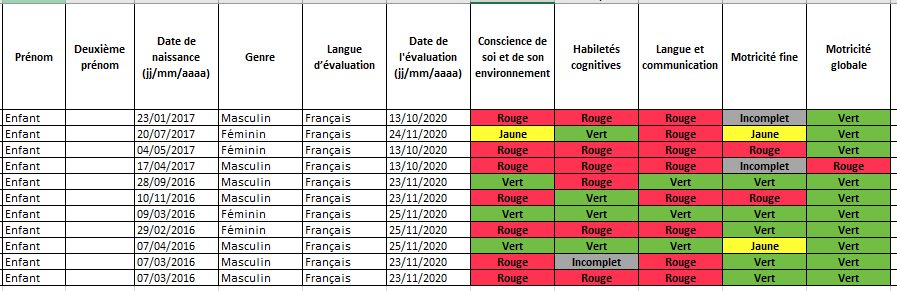 Prénom Deuxième prénom Date de naissance (jj/mm/aaaa) Genre Langue d'évaluation Date de l'évaluation (jj/mm/aaaa) Conscience de soi et de son environnement Habiletés cognitives Langue et communication Motricité fine Motricité globale
Enfant 23/01/2017 Masculin Français 13/10/2020 Rouge Rouge Rouge Incomplet Vert
Enfant 20/07/2017 Féminin Français 24/11/2020 Jaune Vert Rouge Jaune Vert
Enfant 04/05/2017 Féminin Français 13/10/2020 Rouge Rouge Rouge Rouge Vert
Enfant 17/04/2017 Masculin Français 13/10/2020 Rouge Rouge Rouge Incomplet Rouge
Enfant 28/09/2016 Masculin Français 23/11/2020 Vert Rouge Vert Vert Vert
Enfant 10/11/2016 Masculin Français 23/11/2020 Rouge Rouge Rouge Rouge Vert
Enfant 09/03/2016 Féminin Français 25/11/2020 Vert Vert Vert Vert Vert
Enfant 29/02/2016 Féminin Français 25/11/2020 Rouge Rouge Rouge Vert Vert
Enfant 07/04/2016 Masculin Français 25/11/2020 Vert Vert Vert Jaune Vert
Enfant 07/03/2016 Masculin Français 23/11/2020 Rouge Incomplet Rouge Vert Vert
Enfant 07/03/2016 Masculin Français 23/11/2020 Rouge Rouge Rouge Vert Vert